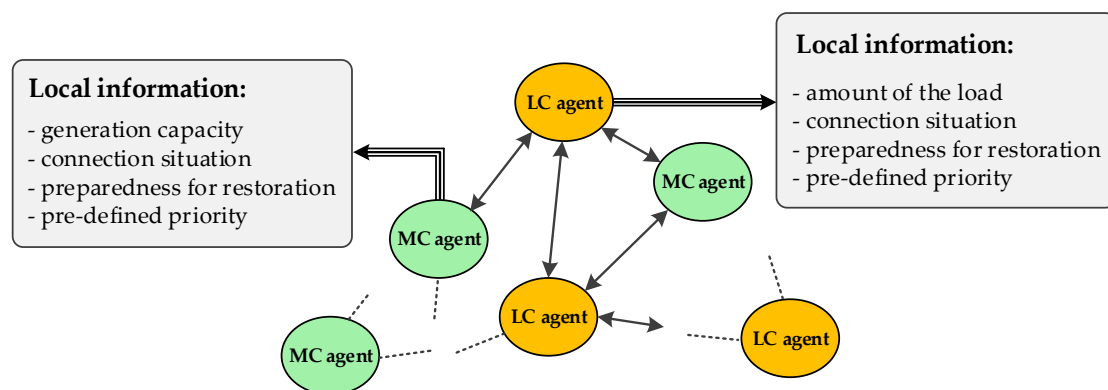 Local information:
- generation capacity
- connection situation
- preparedness for restoration
- pre-defined priority
LC agent
Local information:
- amount of the load
- connection situation
- preparedness for restoration
- pre-defined priority
MC agent
MC agent
LC agent
MC agent
LC agent